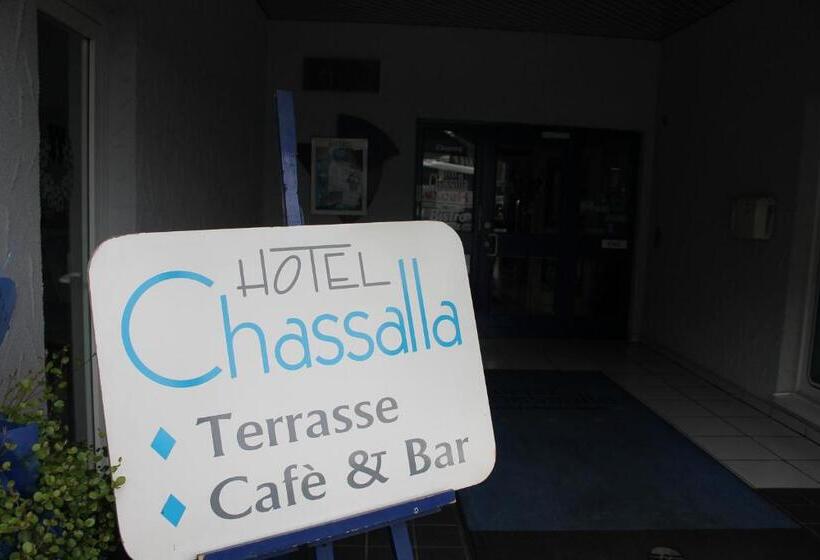 HOTEL
Chassalla
Terrasse
Cafè & Bar